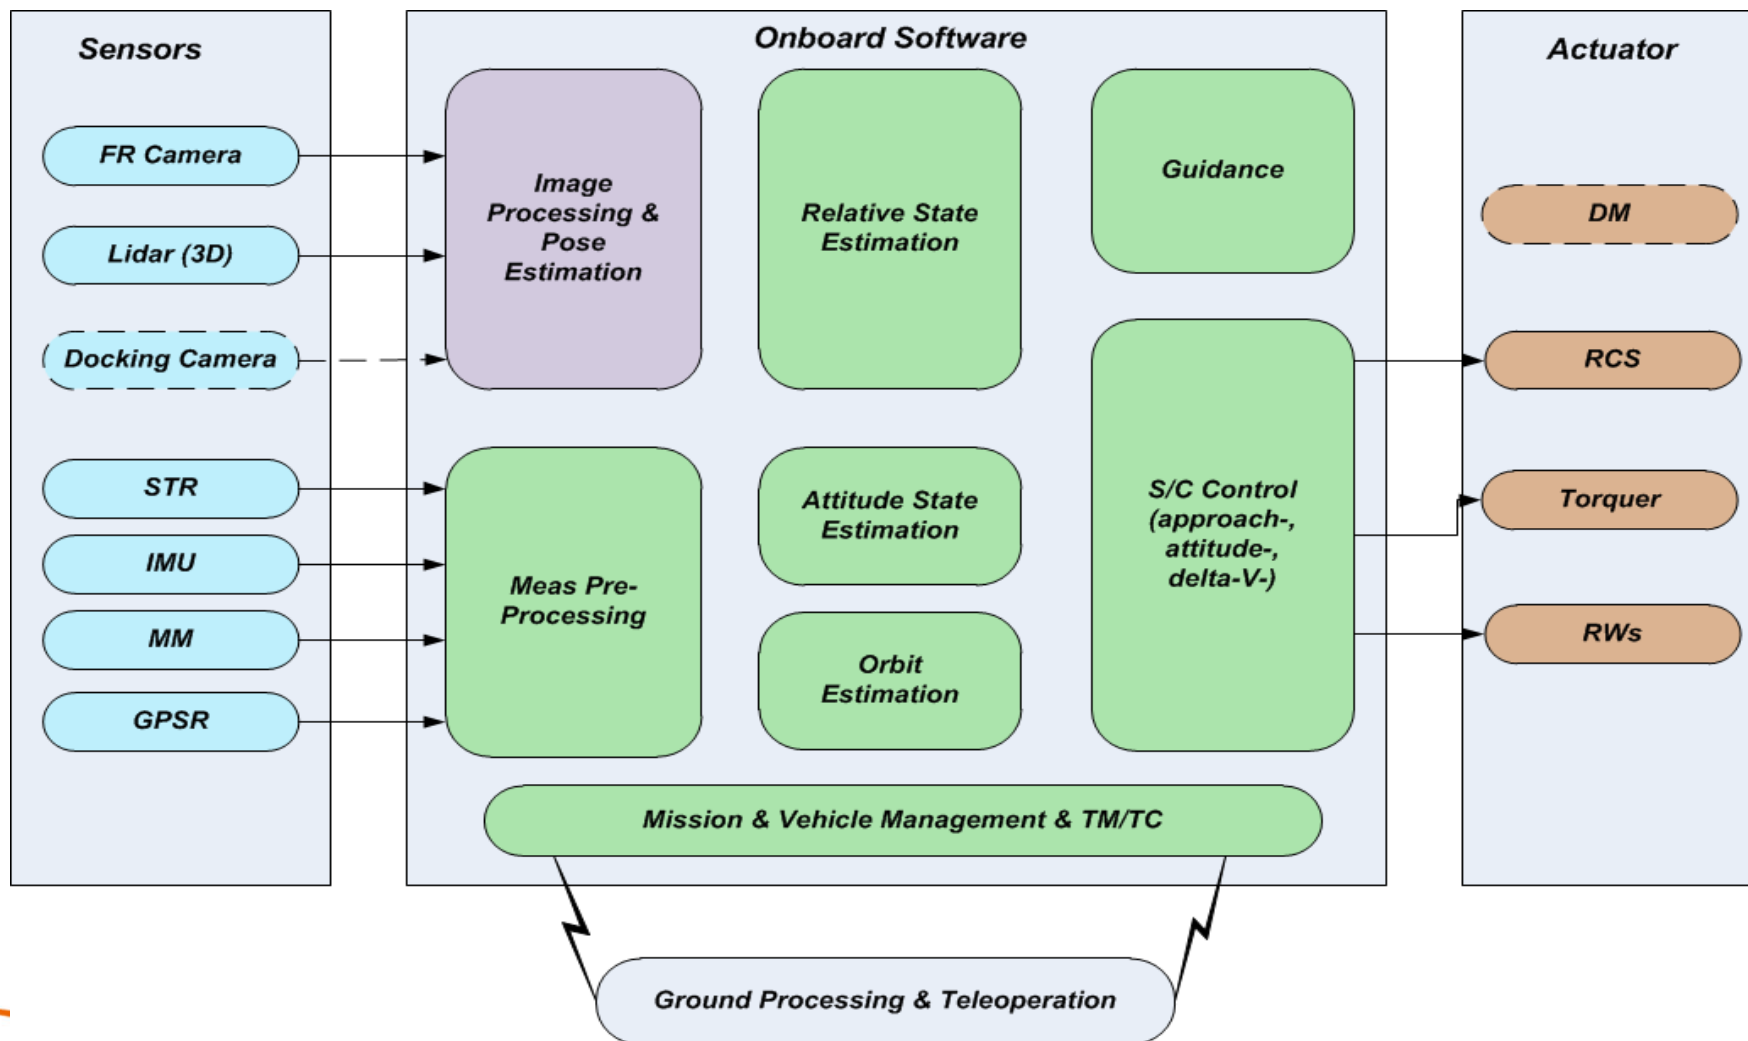 Sensors
FR Camera
Lidar (3D)
Docking Camera
STR
IMU
MM
GPSR
Onboard Software
Image
Processing &
Pose
Estimation
Meas Pre-
Processing
Relative State
Estimation
Attitude State
Estimation
Orbit
Estimation
Guidance
S/C Control
(approach-,
attitude-,
delta-V-)
Mission & Vehicle Management & TM/TC
Actuator
DM
RCS
Torquer
RWs
Ground Processing & Teleoperation